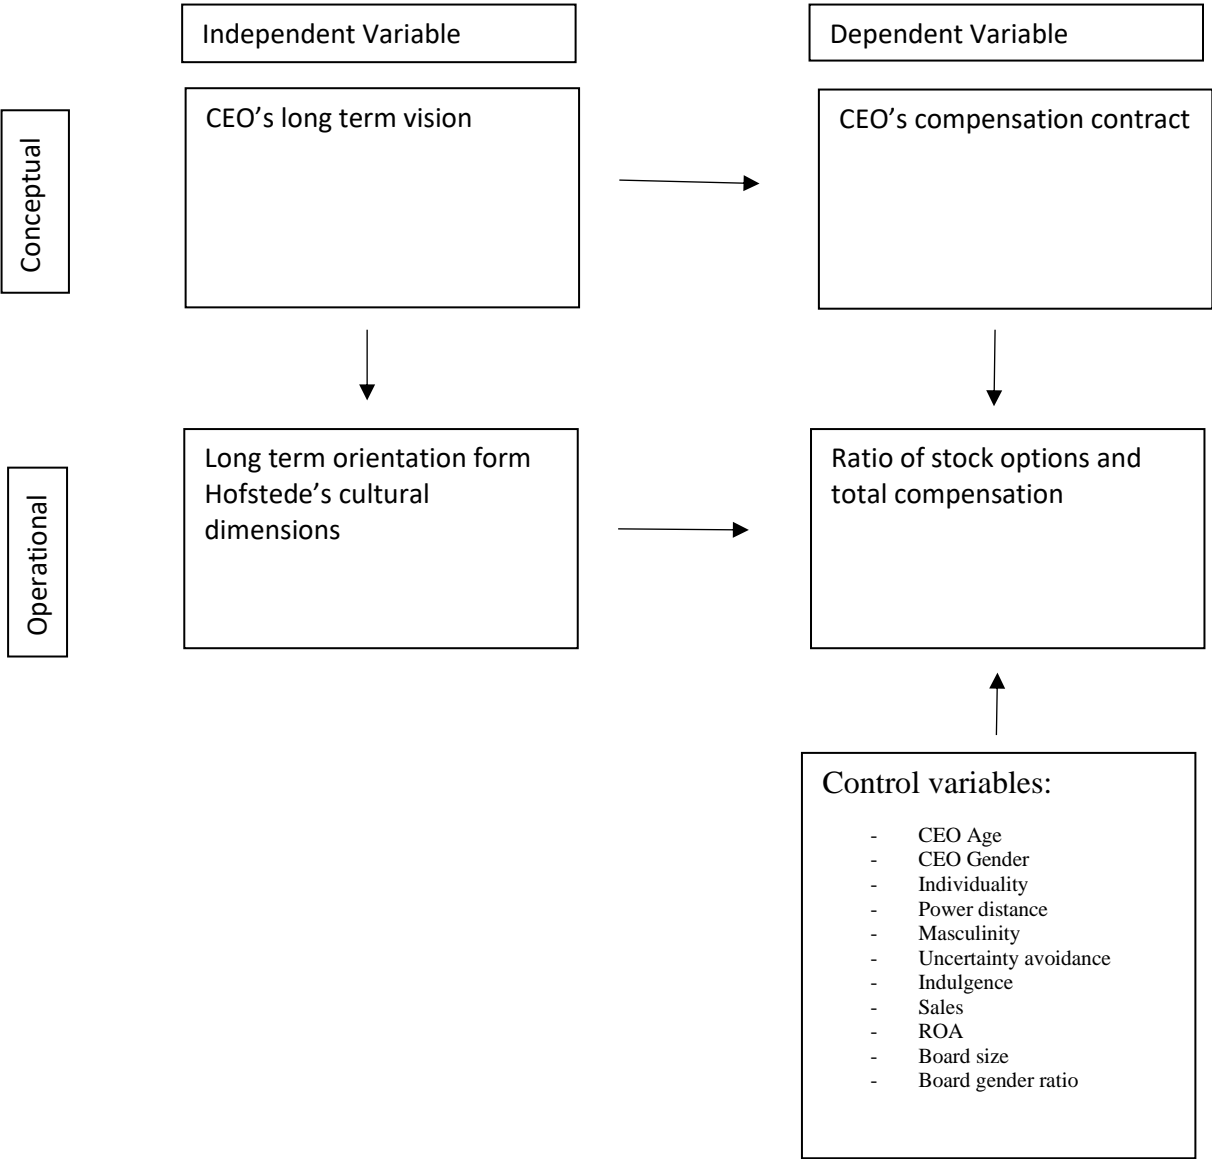 Independent Variable
Dependent Variable
Conceptual
CEO’s long term vision
CEO’s compensation contract
Operational
Long term orientation form
Hofstede’s cultural
dimensions
Ratio of stock options and
total compensation
Control variables:
- CEO Age
- CEO Gender
- Individuality
- Power distance
- Masculinity
- Uncertainty avoidance
- Indulgence
- Sales
- ROA
- Board size
- Board gender ratio